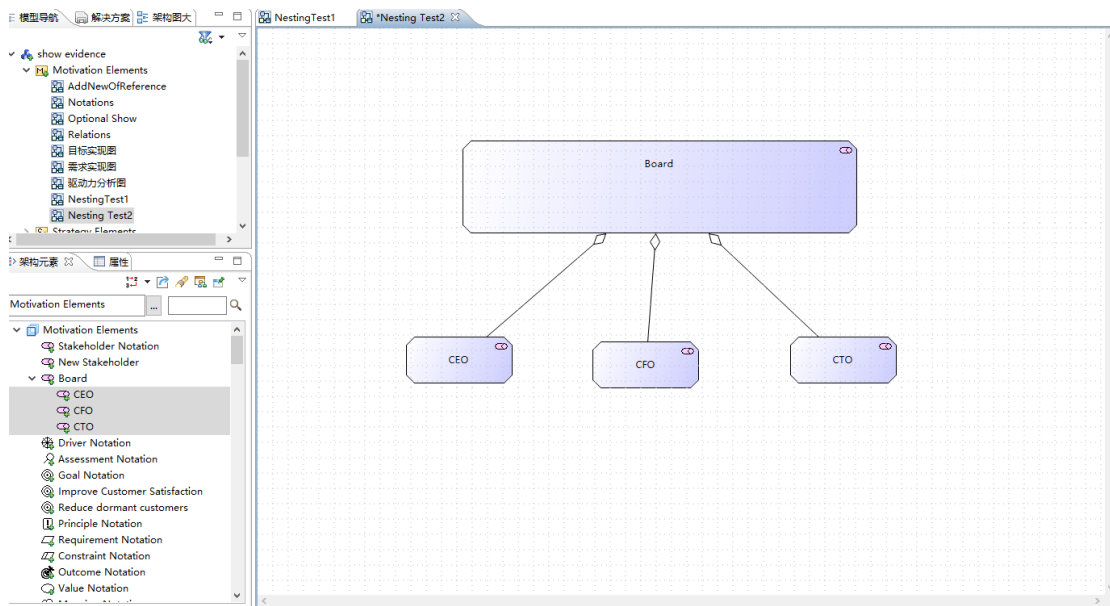 模型导航 解决方案 架构图大
show evidence
Motivation Elements
AddNewOfReference
Notations
Optional Show
Relations
目标实现图
需求实现图
驱动力分析图
NestingTest1
Nesting Test2
Strategy Elements
架构元素 属性
Motivation Elements ...
Motivation Elements
Stakeholder Notation
New Stakeholder
Board
CEO
CFO
CTO
Driver Notation
Assessment Notation
Goal Notation
Improve Customer Satisfaction
Reduce dormant customers
Principle Notation
Requirement Notation
Constraint Notation
Outcome Notation
Value Notation
NestingTest1 *Nesting Test2
Board
CEO CFO CTO